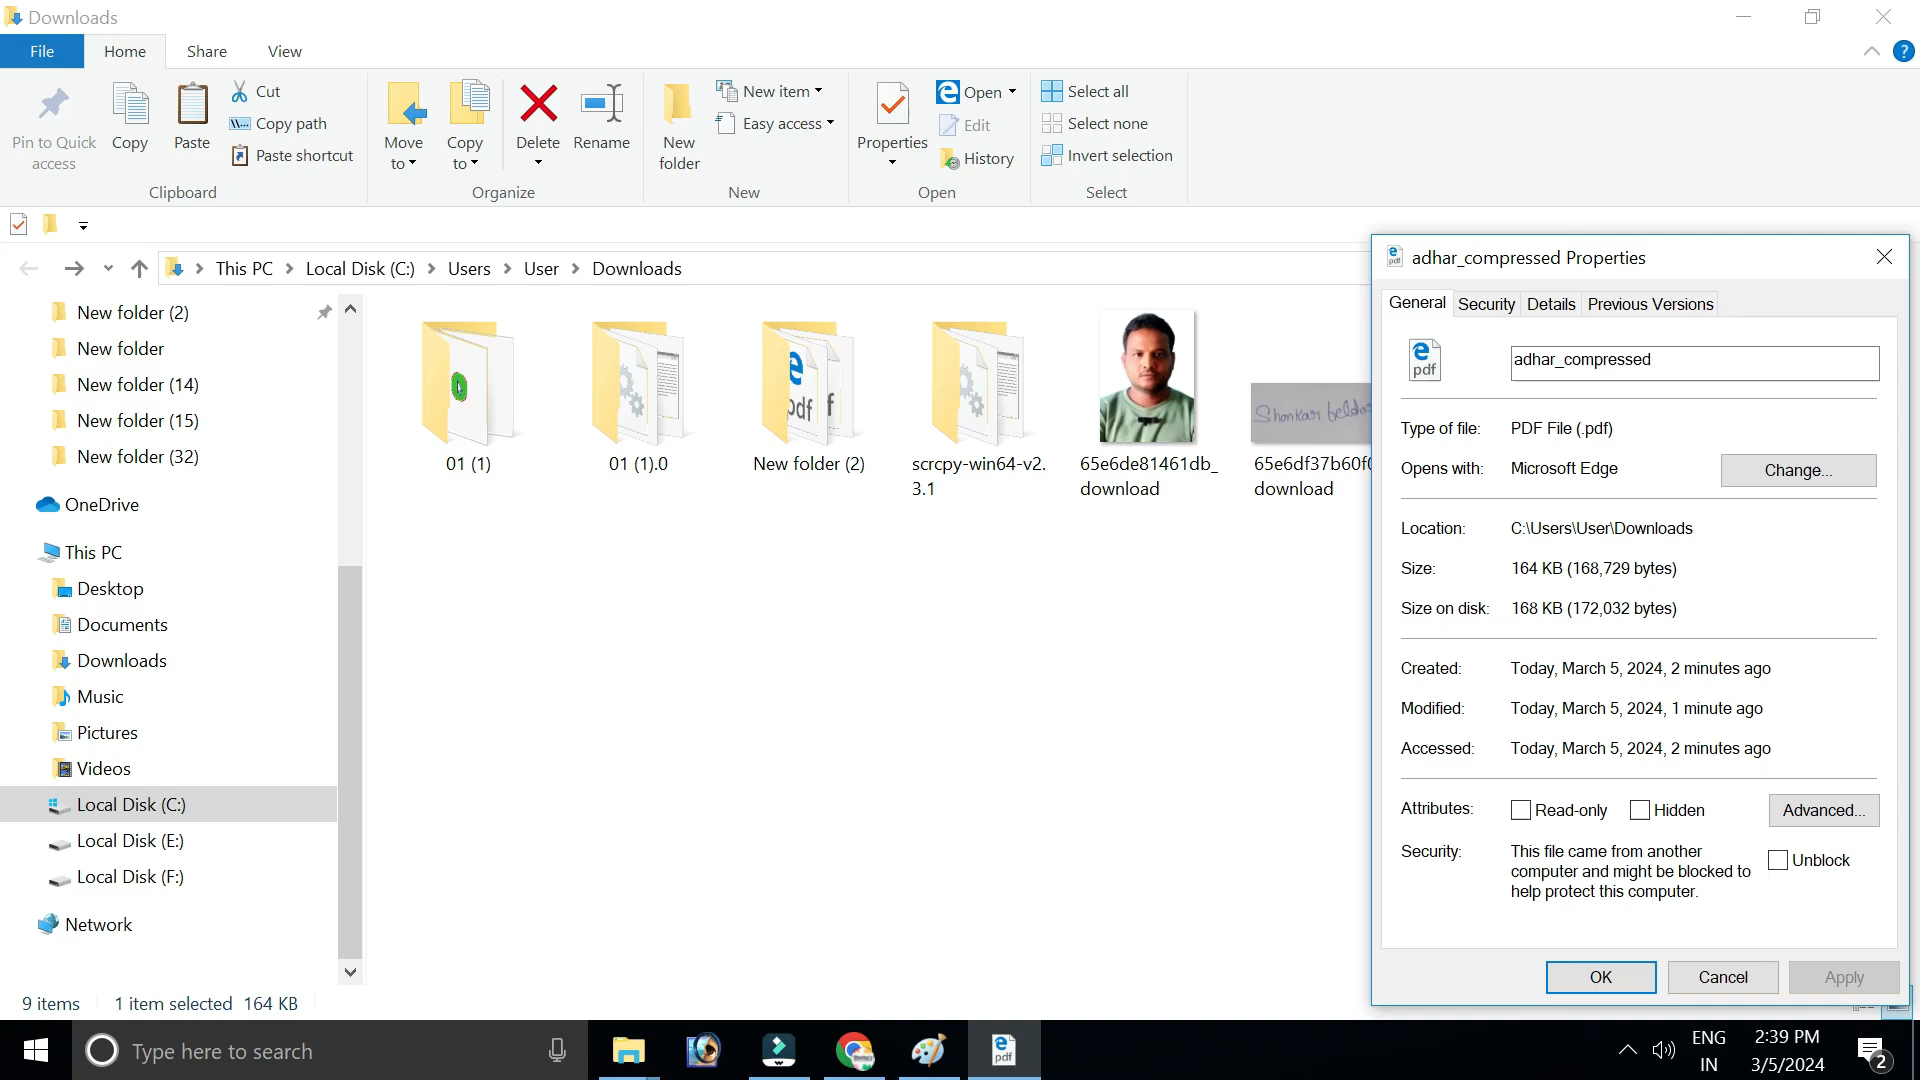 Downloads
File Home Share View
Pin to Quick access
Copy
Paste
Cut
Copy path
Paste shortcut
Clipboard
Move to
Copy to
Delete
Rename
Organize
New folder
New item
Easy access
New
Properties
Open
Edit
History
Open
Select all
Select none
Invert selection
Select
This PC > Local Disk (C:) > Users > User > Downloads
New folder (2)
New folder
New folder (14)
New folder (15)
New folder (32)
OneDrive
This PC
Desktop
Documents
Downloads
Music
Pictures
Videos
Local Disk (C:)
Local Disk (E:)
Local Disk (F:)
Network
01 (1)
01 (1).0
New folder (2)
scrcpy-win64-v2.
3.1
65e6de81461db_
download
Shankar
65e6df37b60f
download
adhar_compressed Properties
General Security Details Previous Versions
pdf
adhar_compressed
Type of file: PDF File (.pdf)
Opens with: Microsoft Edge Change...
Location: C:\Users\User\Downloads
Size: 164 KB (168,729 bytes)
Size on disk: 168 KB (172,032 bytes)
Created: Today, March 5, 2024, 2 minutes ago
Modified: Today, March 5, 2024, 1 minute ago
Accessed: Today, March 5, 2024, 2 minutes ago
Attributes: Read-only Hidden Advanced...
Security: This file came from another
computer and might be blocked to
help protect this computer.
Unblock
OK Cancel Apply
9 items 1 item selected 164 KB
Type here to search
pdf
ENG
IN
2:39 PM
3/5/2024
2